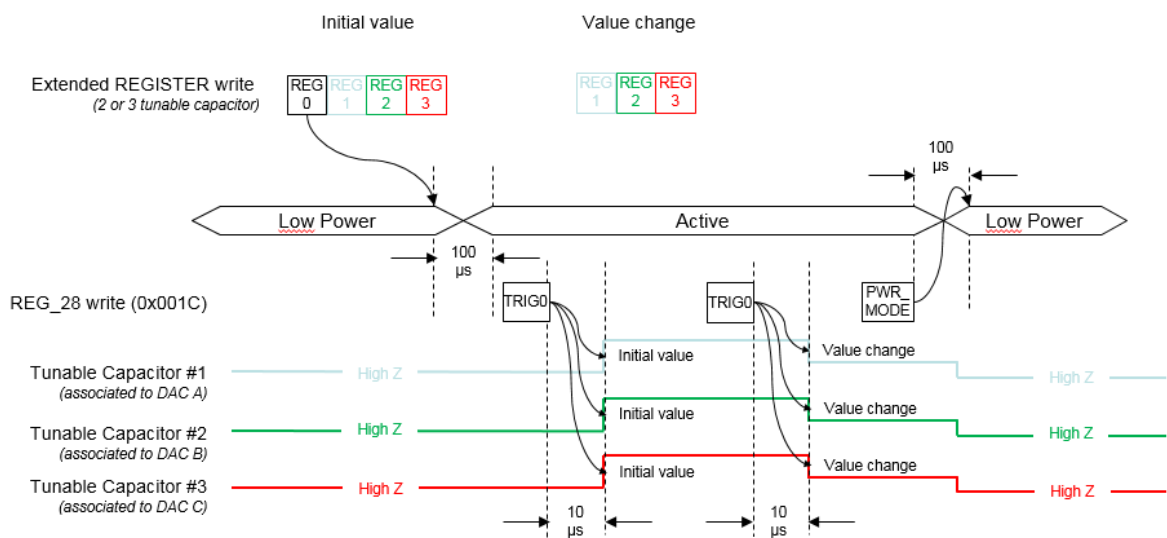 Initial value
Value change
Extended REGISTER write
(2 or 3 tunable capacitor)
REG
0
REG
1
REG
2
REG
3
REG
1
REG
2
REG
3
100
µs
Low Power
Active
Low Power
100
µs
REG_28 write (0x001C)
TRIG0
TRIG0
PWR_
MODE
Tunable Capacitor #1
(associated to DAC A)
High Z
Initial value
Value change
High Z
Tunable Capacitor #2
(associated to DAC B)
High Z
Initial value
Value change
High Z
Tunable Capacitor #3
(associated to DAC C)
High Z
Initial value
Value change
High Z
10
µs
10
µs